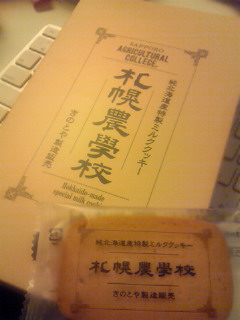 SAPPORO
AGRICULTURAL
COLLEGE
純北海道産特製ミルククッキー
札幌農學校
きのとや製造販売
Hokkaido-made
special milk cookie
純北海道産特製ミルククッキー
札幌農學校
きのとや製造販売